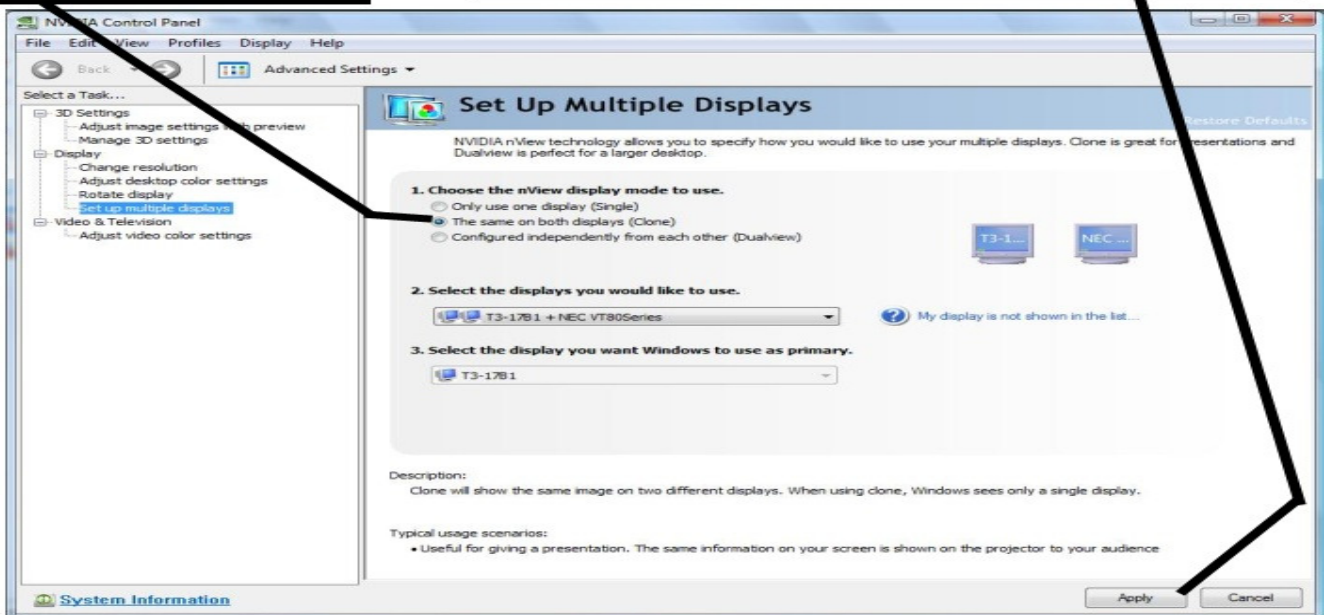 NVIDIA Control Panel
File Edit View Profiles Display Help
Back Advanced Settings
Select a Task...
3D Settings
Adjust image settings with preview
Manage 3D settings
Display
Change resolution
Adjust desktop color settings
Rotate display
Set up multiple displays
Video & Television
Adjust video color settings
System Information
Set Up Multiple Displays
Restore Defaults
NVIDIA nView technology allows you to specify how you would like to use your multiple displays. Clone is great for presentations and
Dualview is perfect for a larger desktop.
1. Choose the nView display mode to use.
Only use one display (Single)
The same on both displays (Clone)
Configured independently from each other (Dualview)
T3-1... NEC ...
2. Select the displays you would like to use.
T3-17B1 + NEC VT80Series
My display is not shown in the list...
3. Select the display you want Windows to use as primary.
T3-17B1
Description:
Clone will show the same image on two different displays. When using clone, Windows sees only a single display.
Typical usage scenarios:
• Useful for giving a presentation. The same information on your screen is shown on the projector to your audience
Apply Cancel